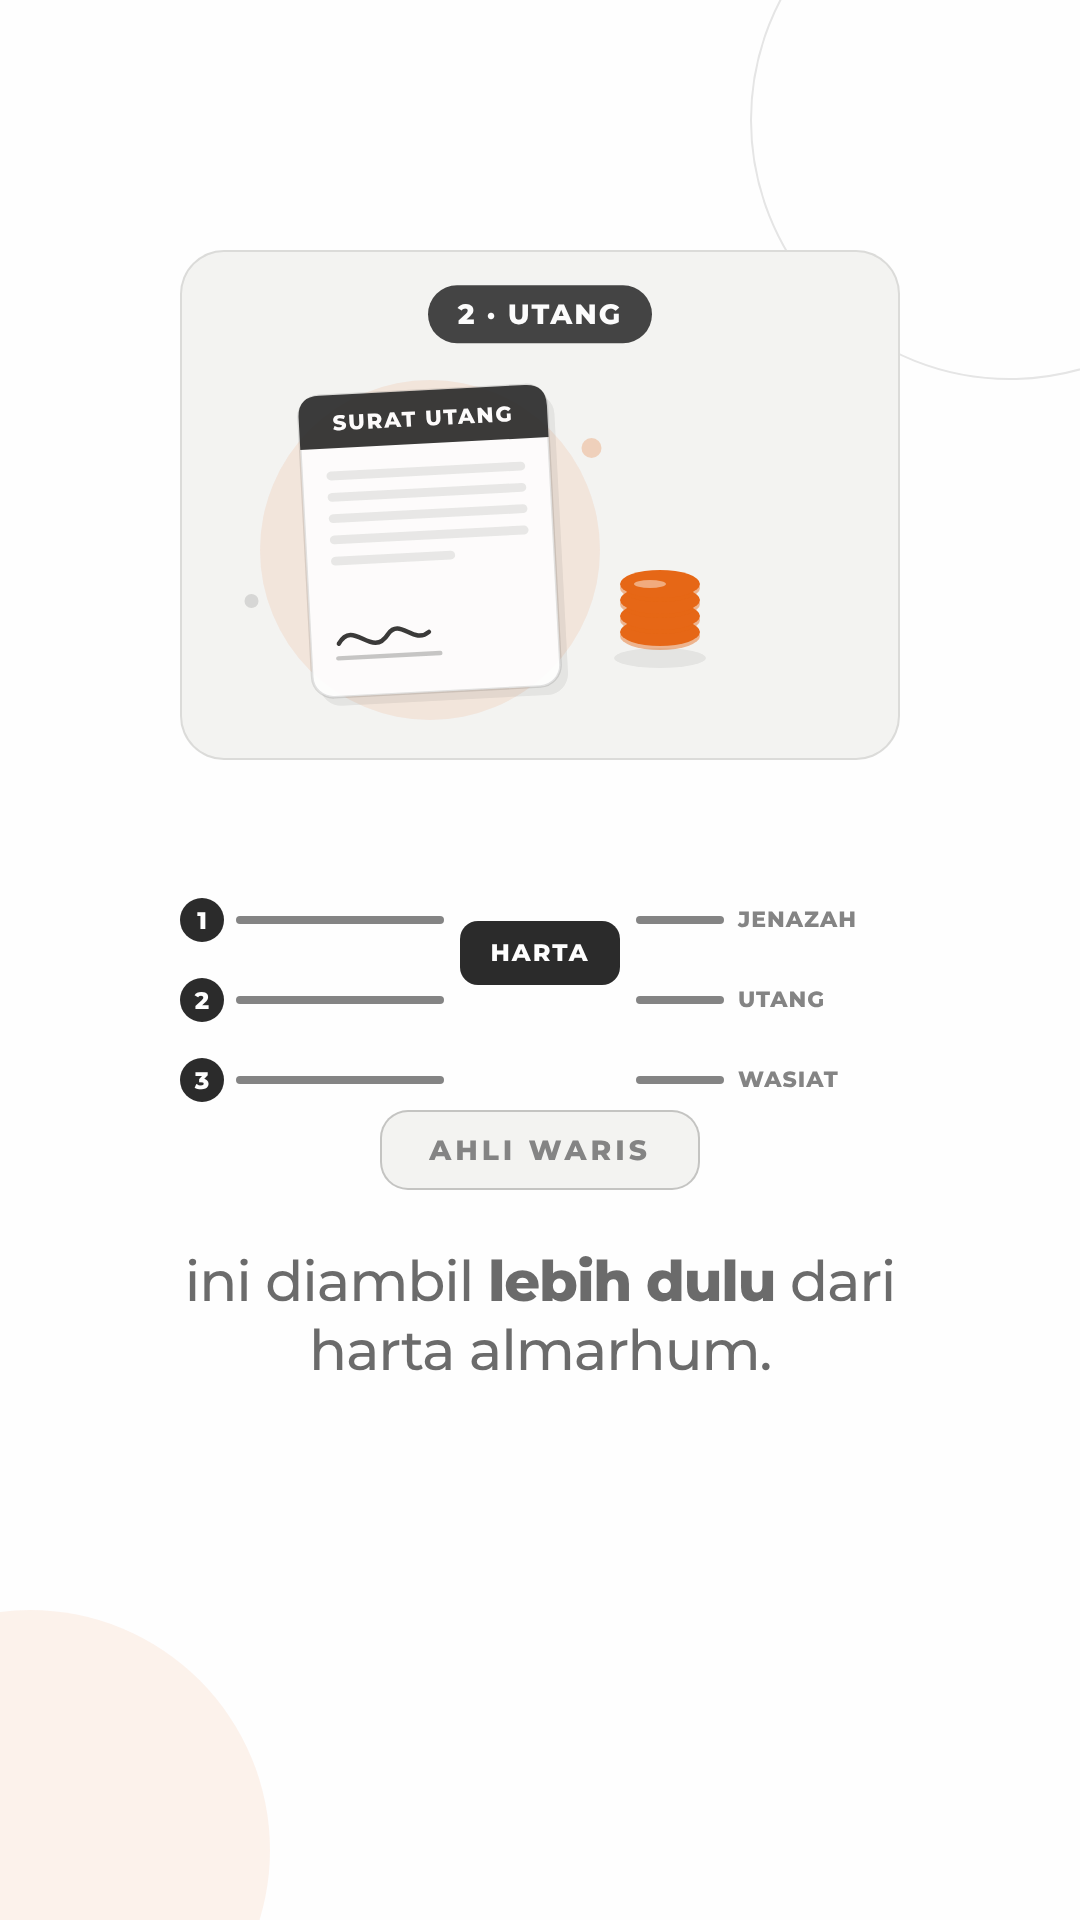 2 • UTANG
SURAT UTANG
1
JENAZAH
HARTA
2
UTANG
3
WASIAT
AHLI WARIS
ini diambil lebih dulu dari
harta almarhum.